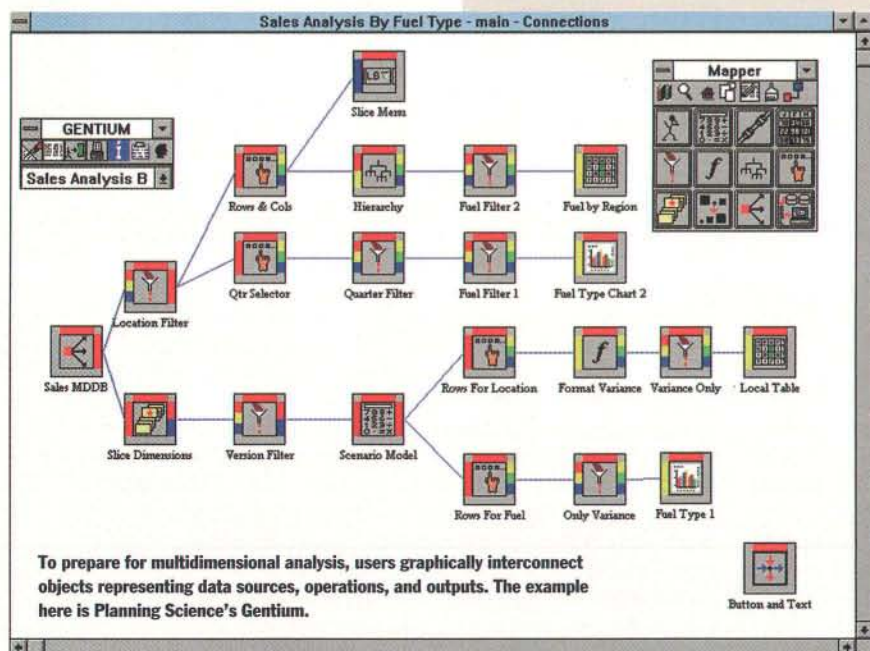 Sales Analysis By Fuel Type - main - Connections
Mapper
Slice Menu
GENTIUM
Sales Analysis B
Rows & Cols
Hierarchy
Fuel Filter 2
Fuel by Region
Location Filter
Qtr Selector
Quarter Filter
Fuel Filter 1
Fuel Type Chart 2
Sales MDDB
Rows For Location
Format Variance
Variance Only
Local Table
Slice Dimensions
Version Filter
Scenario Model
Rows For Fuel
Only Variance
Fuel Type 1
Button and Text
To prepare for multidimensional analysis, users graphically interconnect
objects representing data sources, operations, and outputs. The example
here is Planning Science's Gentium.